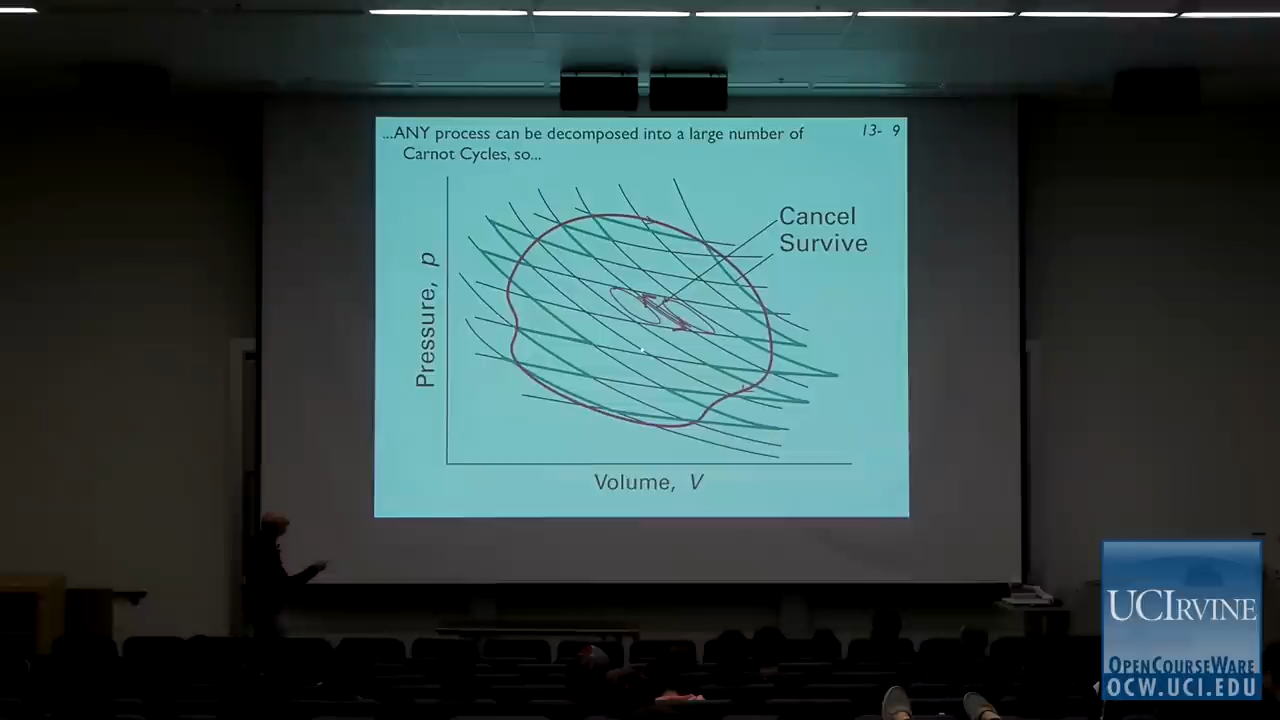 ...ANY process can be decomposed into a large number of
Carnot Cycles, so...
13- 9
Cancel
Survive
Pressure, p
Volume, V
UCIRVINE
OPENCOURSEWARE
OCW.UCI.EDU